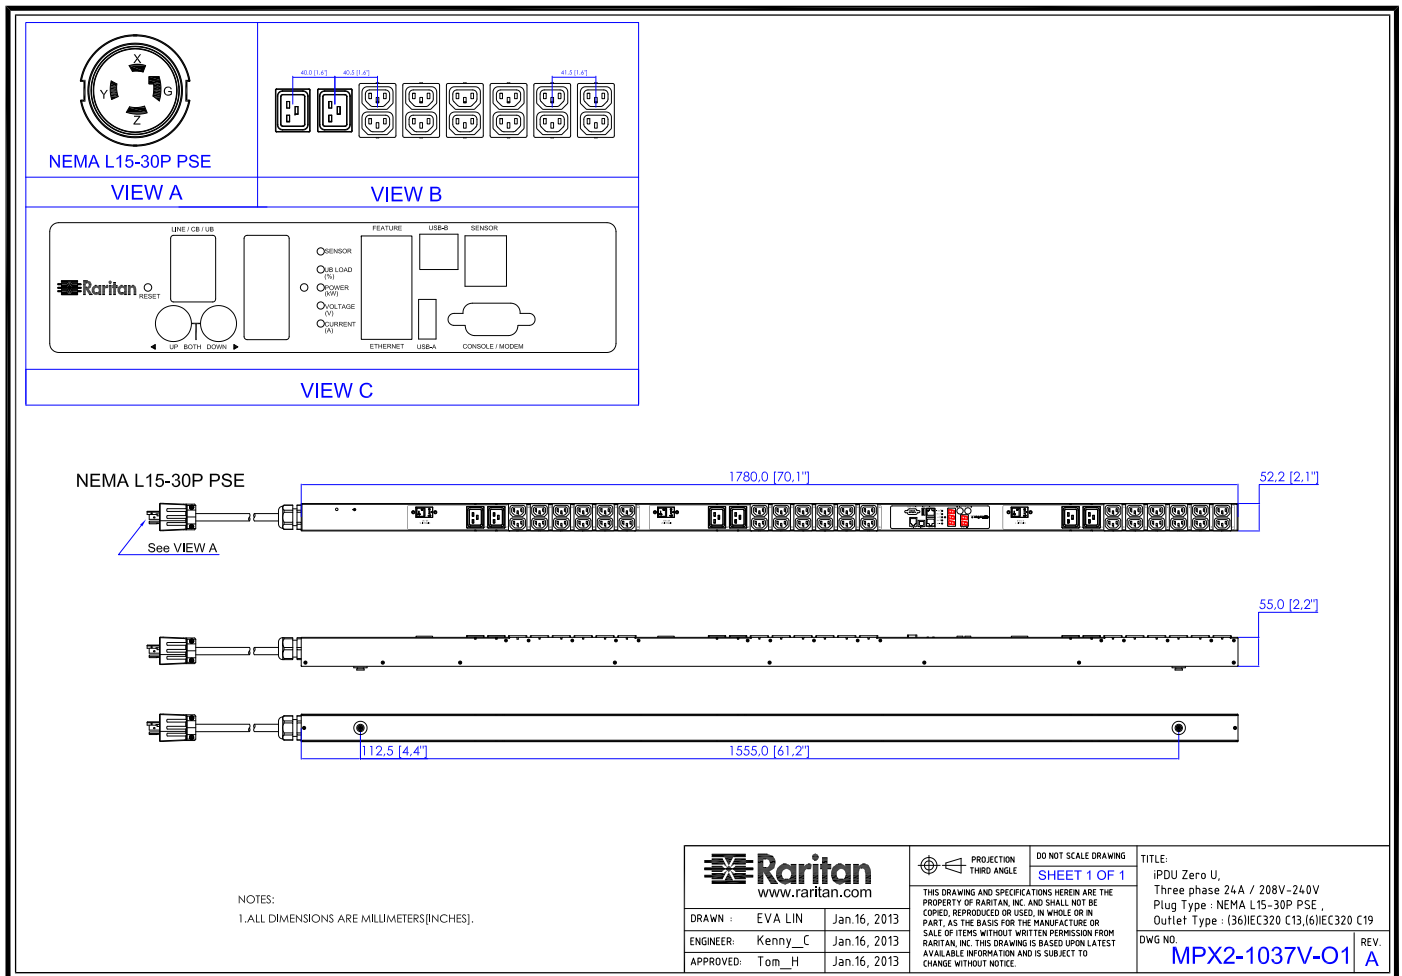 X
Y
G
Z
NEMA L15-30P PSE
VIEW A
40,0 [1.6"]
40,5 [1.6"]
41,5 [1.6"]
VIEW B
LINE / CB / UB
FEATURE
USB-B
SENSOR
Raritan
RESET
SENSOR
UB LOAD
(%)
POWER
(kW)
VOLTAGE
(V)
CURRENT
(A)
UP BOTH DOWN
ETHERNET
USB-A
CONSOLE / MODEM
VIEW C
NEMA L15-30P PSE
See VIEW A
1780,0 [70,1"]
52,2 [2,1"]
55,0 [2,2"]
112,5 [4,4"]
1555,0 [61,2"]
NOTES:
1.ALL DIMENSIONS ARE MILLIMETERS[INCHES].
Raritan
www.raritan.com
DRAWN : EVA LIN Jan.16, 2013
ENGINEER: Kenny__C Jan.16, 2013
APPROVED: Tom__H Jan.16, 2013
PROJECTION
THIRD ANGLE
DO NOT SCALE DRAWING
SHEET 1 OF 1
THIS DRAWING AND SPECIFICATIONS HEREIN ARE THE
PROPERTY OF RARITAN, INC. AND SHALL NOT BE
COPIED, REPRODUCED OR USED, IN WHOLE OR IN
PART, AS THE BASIS FOR THE MANUFACTURE OR
SALE OF ITEMS WITHOUT WRITTEN PERMISSION FROM
RARITAN, INC. THIS DRAWING IS BASED UPON LATEST
AVAILABLE INFORMATION AND IS SUBJECT TO
CHANGE WITHOUT NOTICE.
TITLE:
iPDU Zero U,
Three phase 24A / 208V-240V
Plug Type : NEMA L15-30P PSE ,
Outlet Type : (36)IEC320 C13,(6)IEC320 C19
DWG NO.
MPX2-1037V-O1
REV.
A